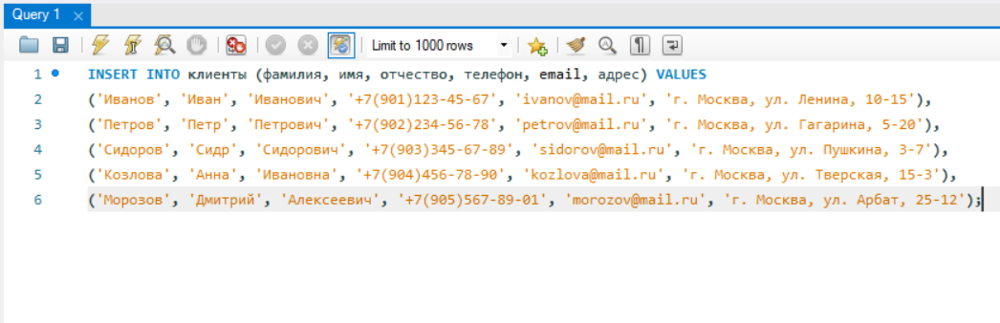 Query 1
Limit to 1000 rows
1 INSERT INTO клиенты (фамилия, имя, отчество, телефон, email, адрес) VALUES
2 ('Иванов', 'Иван', 'Иванович', '+7(901)123-45-67', 'ivanov@mail.ru', 'г. Москва, ул. Ленина, 10-15'),
3 ('Петров', 'Петр', 'Петрович', '+7(902)234-56-78', 'petrov@mail.ru', 'г. Москва, ул. Гагарина, 5-20'),
4 ('Сидоров', 'Сидр', 'Сидорович', '+7(903)345-67-89', 'sidorov@mail.ru', 'г. Москва, ул. Пушкина, 3-7'),
5 ('Козлова', 'Анна', 'Ивановна', '+7(904)456-78-90', 'kozlova@mail.ru', 'г. Москва, ул. Тверская, 15-3'),
6 ('Морозов', 'Дмитрий', 'Алексеевич', '+7(905)567-89-01', 'morozov@mail.ru', 'г. Москва, ул. Арбат, 25-12');